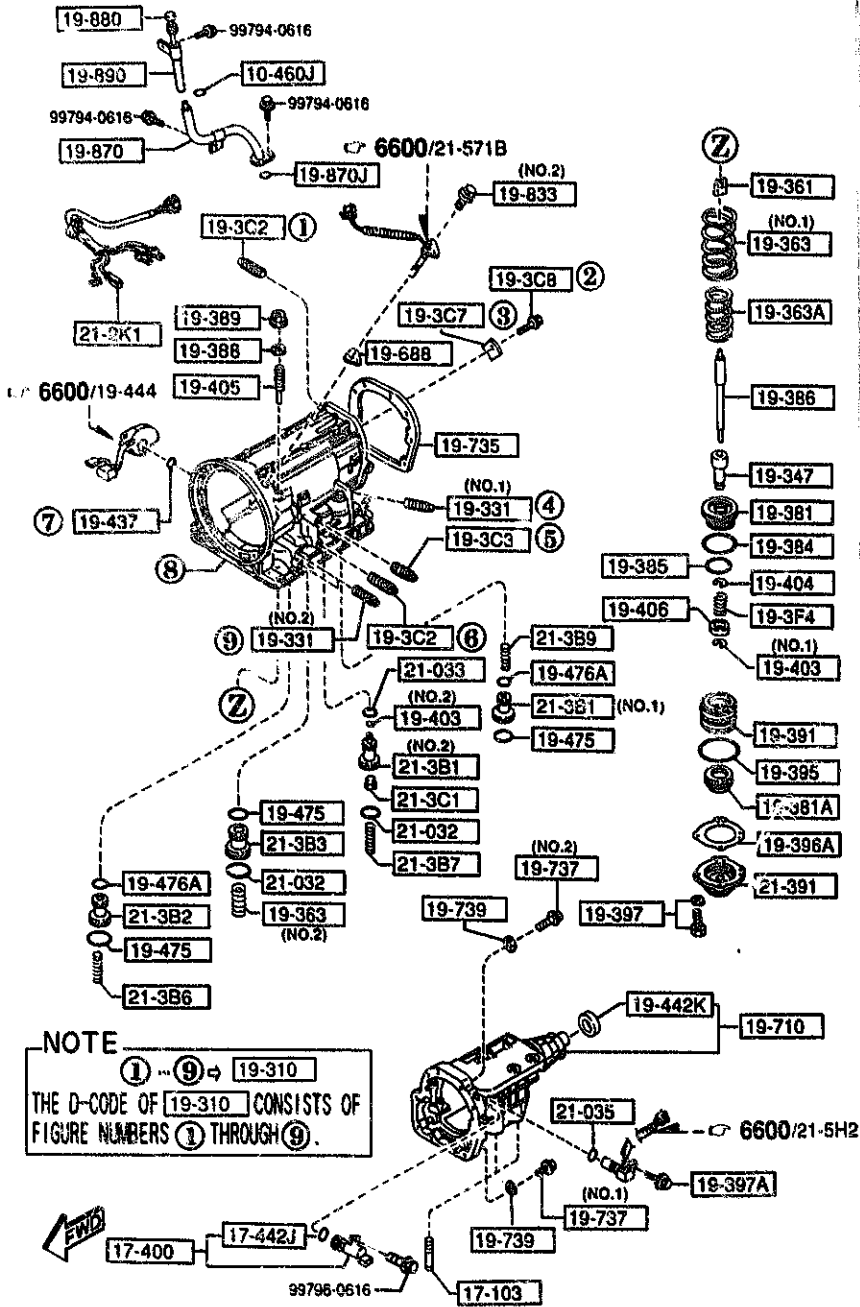 19-880
99794-0616
19-890
10-460J
99794-0616
99794-0616
19-870
6600/21-571B
19-870J
(NO.2)
19-833
Z
19-361
(NO.1)
19-363
19-3C2 ①
19-3C8 ②
19-363A
19-3C7 ③
19-389
21-2K1
19-388
19-688
19-405
6600/19-444
19-386
19-735
19-347
(NO.1)
19-331 ④
19-381
⑦ 19-437
19-3C3 ⑤
19-384
⑧
19-385
19-404
19-406
19-3F4
(NO.2)
⑨ 19-331
19-3C2 ⑥
21-3B9
(NO.1)
19-403
21-033
19-476A
Z
(NO.2)
19-403
21-3B1 (NO.1)
19-391
(NO.2)
21-3B1
19-475
19-395
21-3C1
19-381A
19-475
21-032
19-396A
21-3B3
21-3B7
(NO.2)
19-737
19-476A
21-032
21-391
21-3B2
19-363
(NO.2)
19-739
19-397
19-475
21-3B6
19-442K
19-710
NOTE
①-⑨⇨ 19-310
THE D-CODE OF 19-310 CONSISTS OF
FIGURE NUMBERS ① THROUGH ⑨.
21-035
6600/21-5H2
19-397A
(NO.1)
19-737
19-739
FWD
17-442J
17-400
99796-0616
17-103